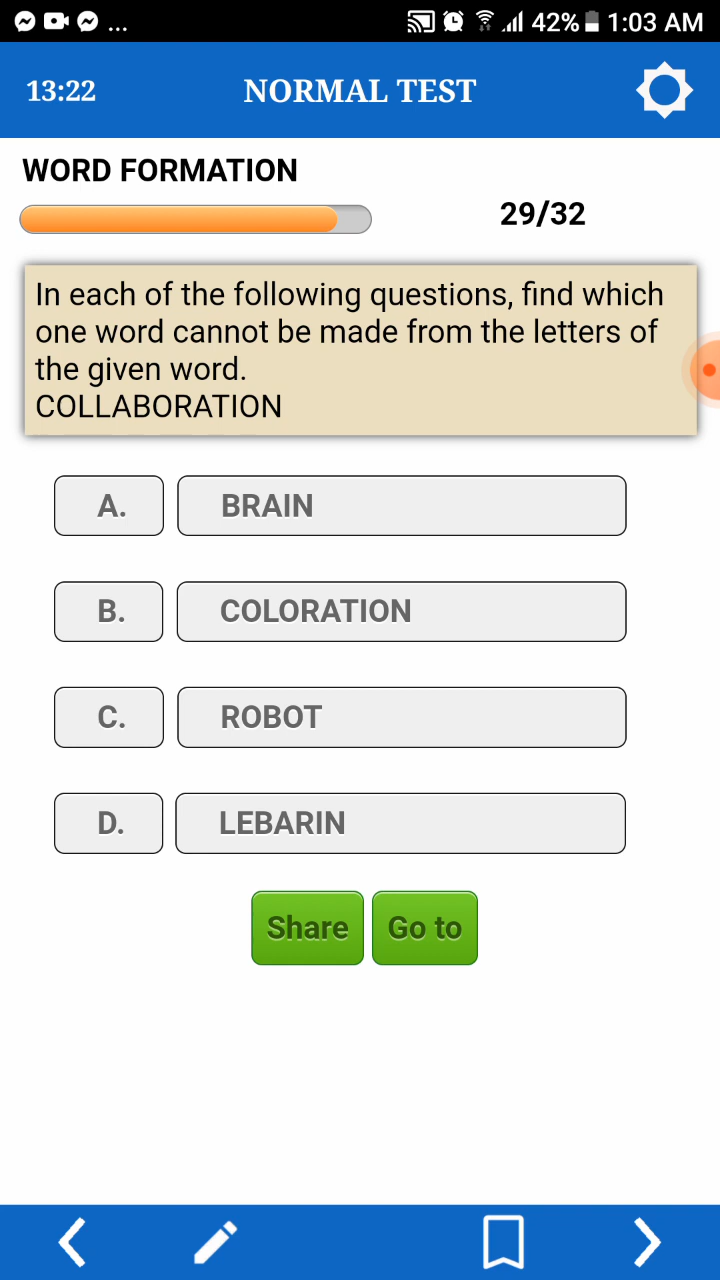 ... 42% 1:03 AM
13:22 NORMAL TEST
WORD FORMATION
29/32
In each of the following questions, find which
one word cannot be made from the letters of
the given word.
COLLABORATION
A. BRAIN
B. COLORATION
C. ROBOT
D. LEBARIN
Share Go to